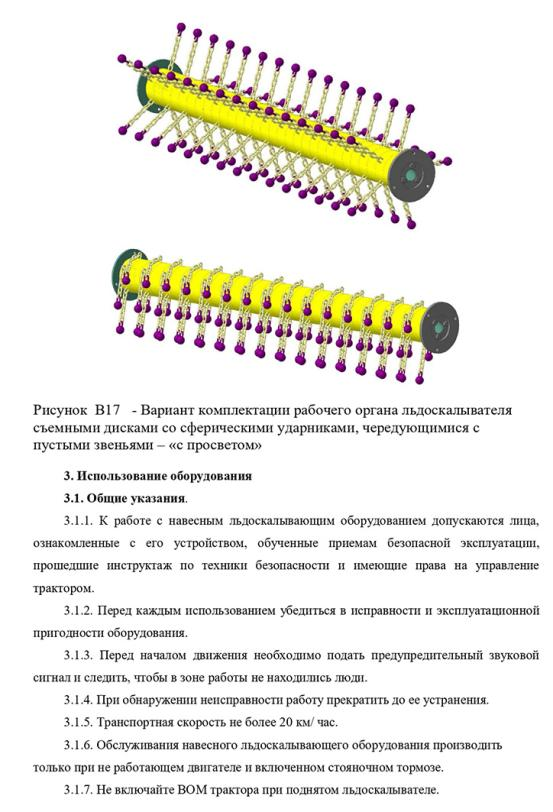 Рисунок В17 - Вариант комплектации рабочего органа льдоскалывателя
съемными дисками со сферическими ударниками, чередующимися с
пустыми звеньями – «с просветом»
3. Использование оборудования
3.1. Общие указания.
3.1.1. К работе с навесным льдоскалывающим оборудованием допускаются лица,
ознакомленные с его устройством, обученные приемам безопасной эксплуатации,
прошедшие инструктаж по техники безопасности и имеющие права на управление
трактором.
3.1.2. Перед каждым использованием убедиться в исправности и эксплуатационной
пригодности оборудования.
3.1.3. Перед началом движения необходимо подать предупредительный звуковой
сигнал и следить, чтобы в зоне работы не находились люди.
3.1.4. При обнаружении неисправности работу прекратить до ее устранения.
3.1.5. Транспортная скорость не более 20 км/ час.
3.1.6. Обслуживания навесного льдоскалывающего оборудования производить
только при не работающем двигателе и включенном стояночном тормозе.
3.1.7. Не включайте ВОМ трактора при поднятом льдоскалывателе.